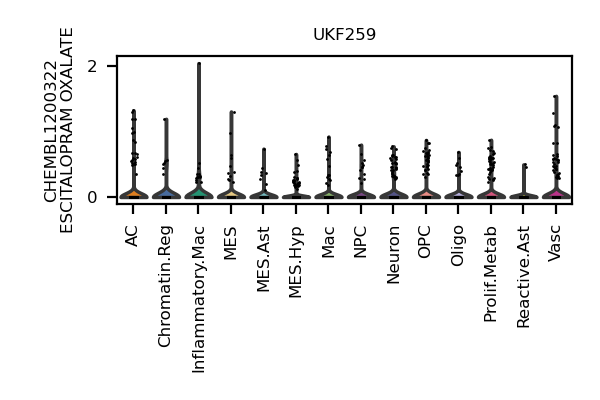 UKF259
CHEMBL1200322
ESCITALOPRAM OXALATE
2
0
AC
Chromatin.Reg
Inflammatory.Mac
MES
MES.Ast
MES.Hyp
Mac
NPC
Neuron
OPC
Oligo
Prolif.Metab
Reactive.Ast
Vasc